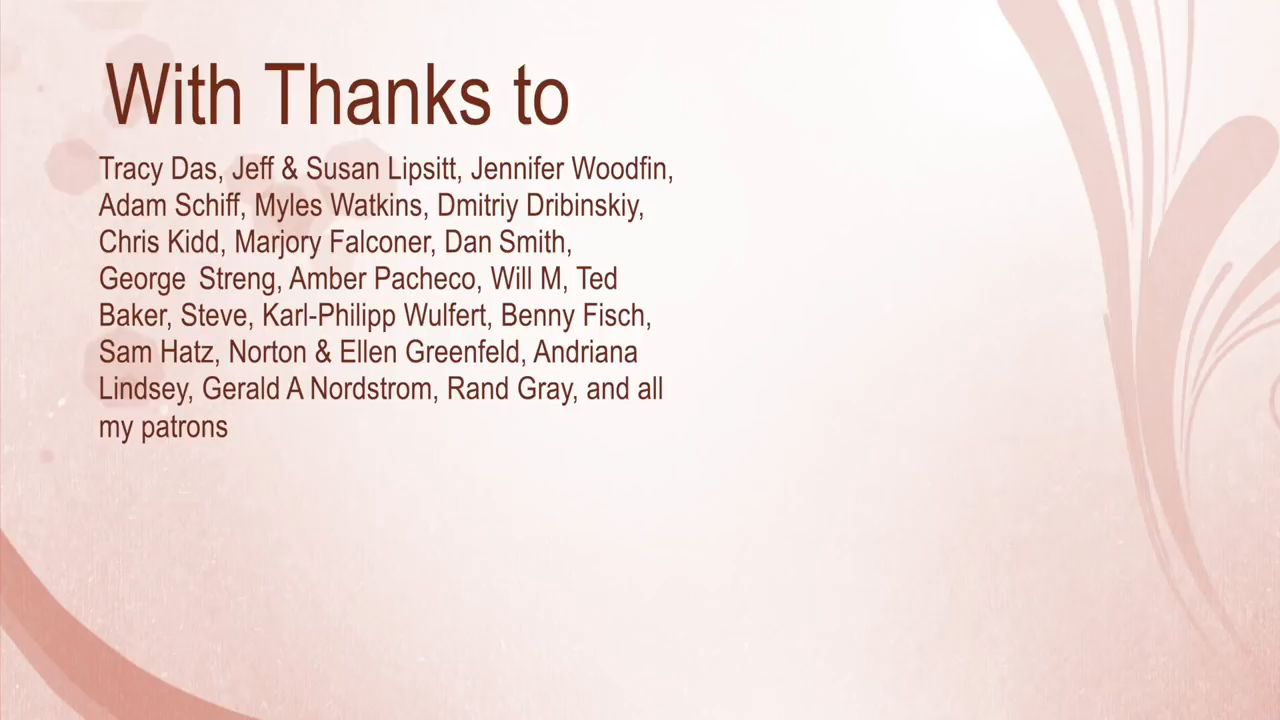 With Thanks to
Tracy Das, Jeff & Susan Lipsitt, Jennifer Woodfin,
Adam Schiff, Myles Watkins, Dmitriy Dribinskiy,
Chris Kidd, Marjory Falconer, Dan Smith,
George Streng, Amber Pacheco, Will M, Ted
Baker, Steve, Karl-Philipp Wulfert, Benny Fisch,
Sam Hatz, Norton & Ellen Greenfeld, Andriana
Lindsey, Gerald A Nordstrom, Rand Gray, and all
my patrons